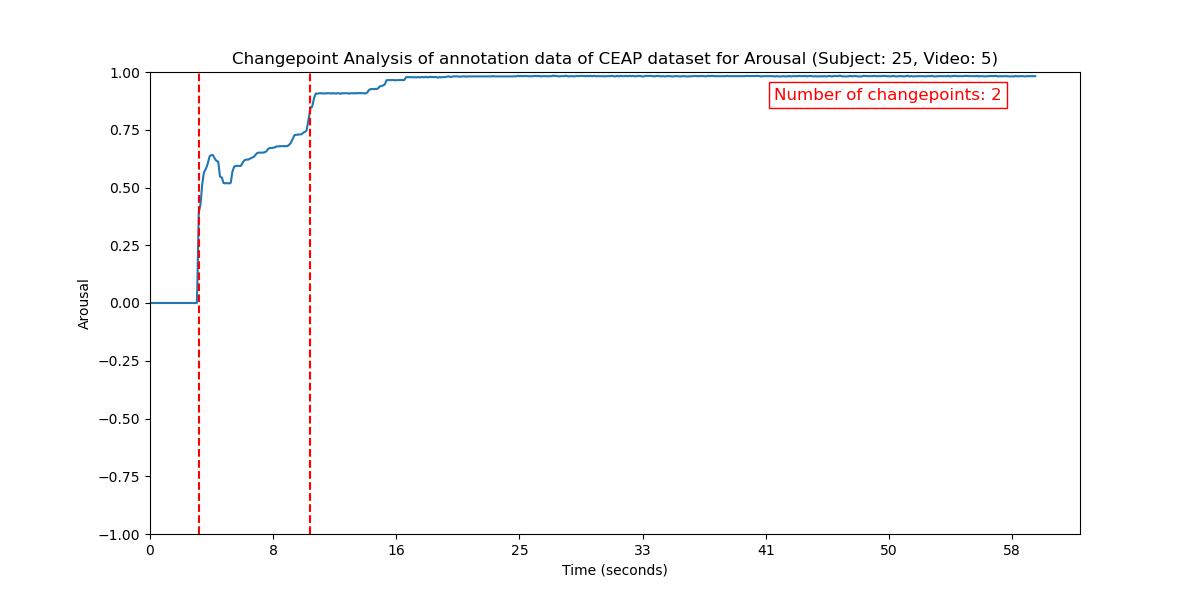 Changepoint Analysis of annotation data of CEAP dataset for Arousal (Subject: 25, Video: 5)
Number of changepoints: 2
Arousal
1.00
0.75
0.50
0.25
0.00
−0.25
−0.50
−0.75
−1.00
0 8 16 25 33 41 50 58
Time (seconds)